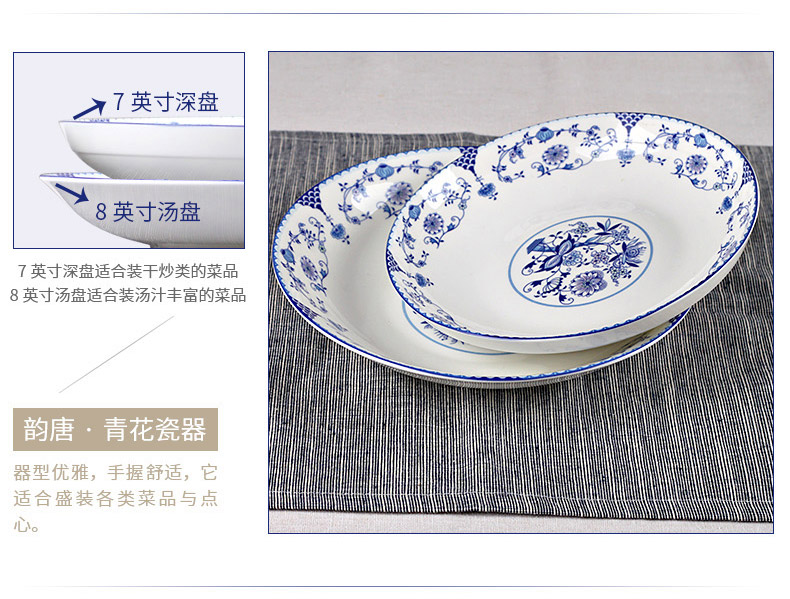 7 英寸深盘
8 英寸汤盘
7 英寸深盘适合装干炒类的菜品
8 英寸汤盘适合装汤汁丰富的菜品
韵唐 · 青花瓷器
器型优雅，手握舒适，它
适合盛装各类菜品与点
心。